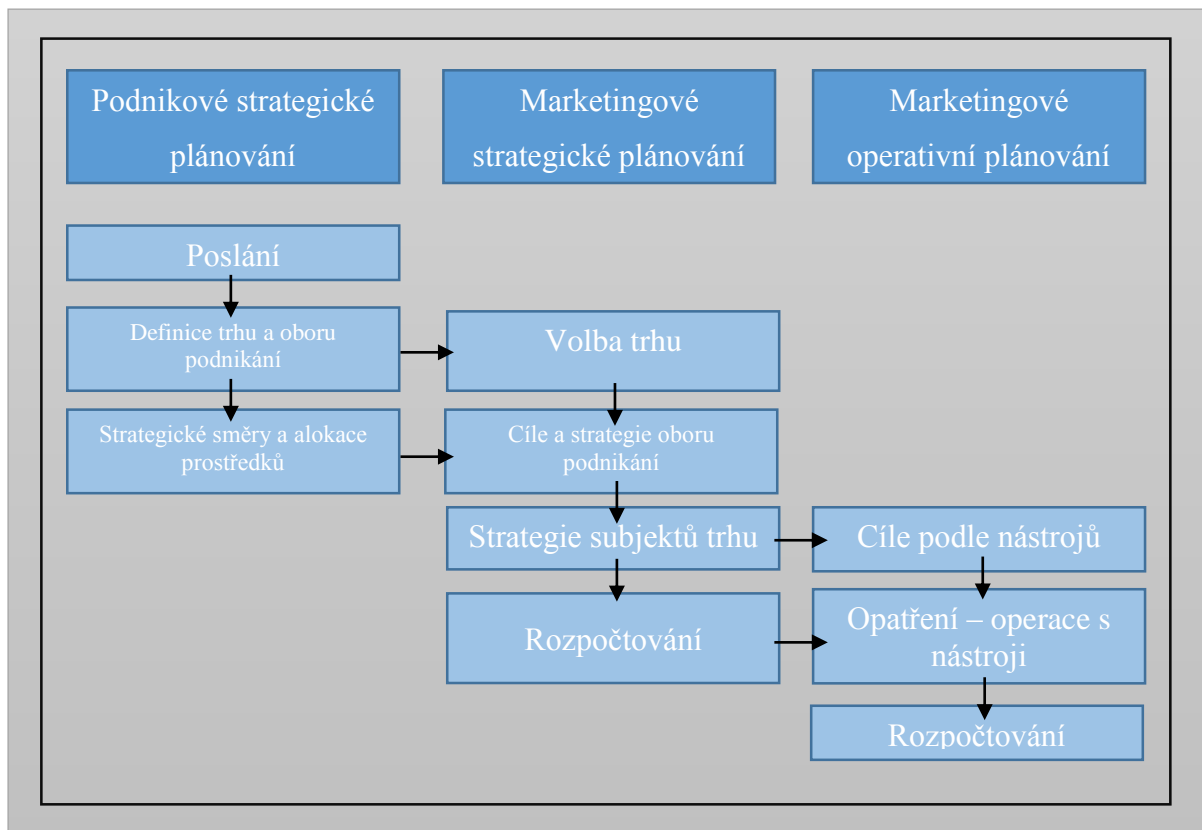 Podnikové strategické
plánování
Marketingové
strategické plánování
Marketingové
operativní plánování
Poslání
Definice trhu a oboru
podnikání
Volba trhu
Strategické směry a alokace
prostředků
Cíle a strategie oboru
podnikání
Strategie subjektů trhu
Cíle podle nástrojů
Rozpočtování
Opatření – operace s
nástroji
Rozpočtování